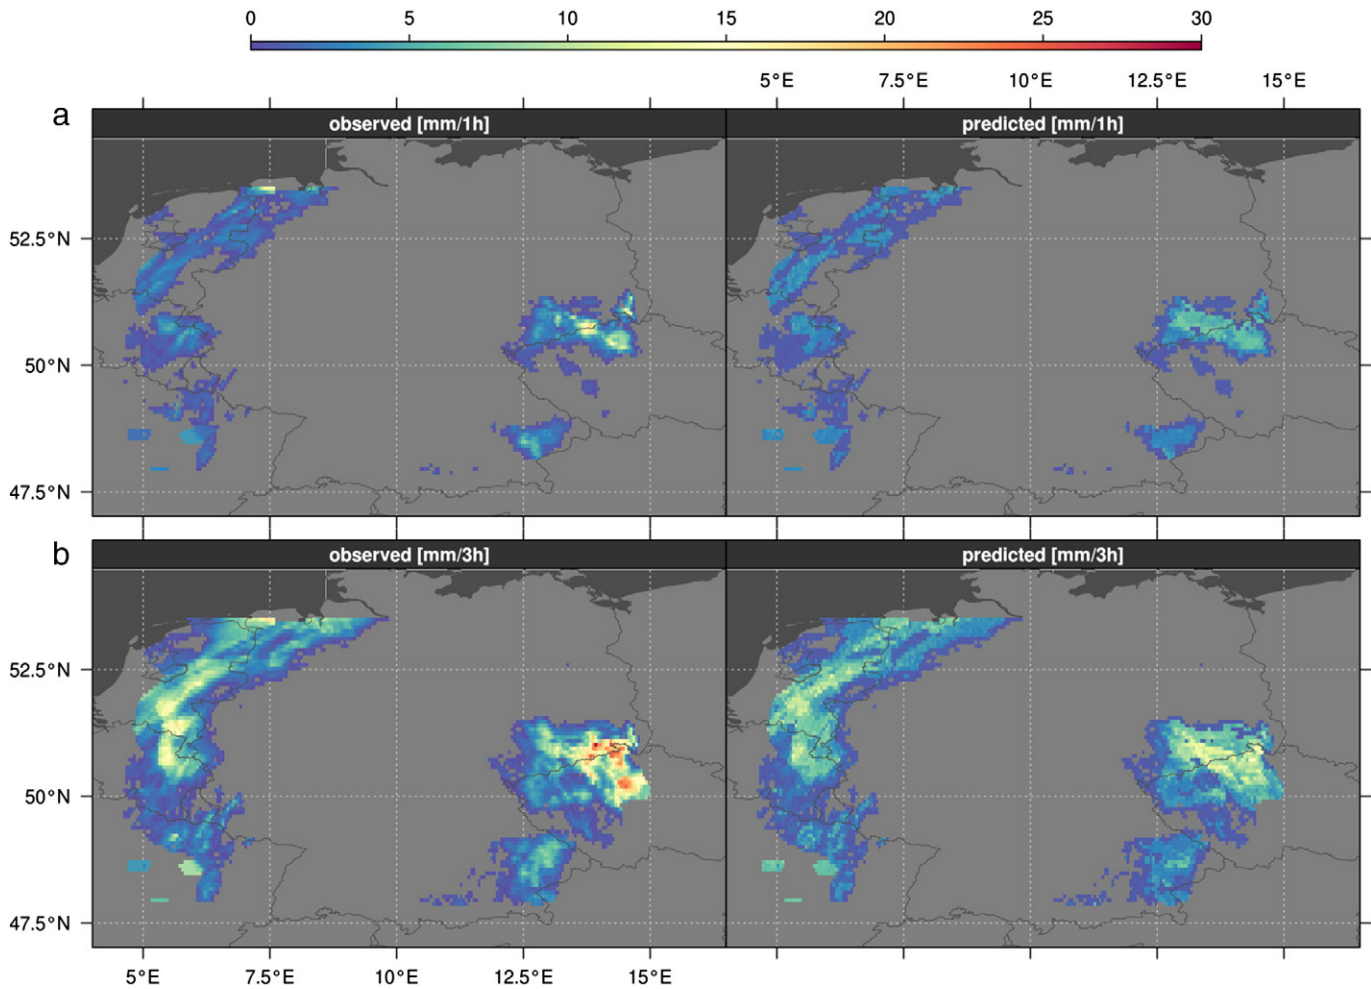 0 5 10 15 20 25 30
5°E 7.5°E 10°E 12.5°E 15°E
a
observed [mm/1h] predicted [mm/1h]
52.5°N
50°N
47.5°N
b
observed [mm/3h] predicted [mm/3h]
52.5°N
50°N
47.5°N
5°E 7.5°E 10°E 12.5°E 15°E